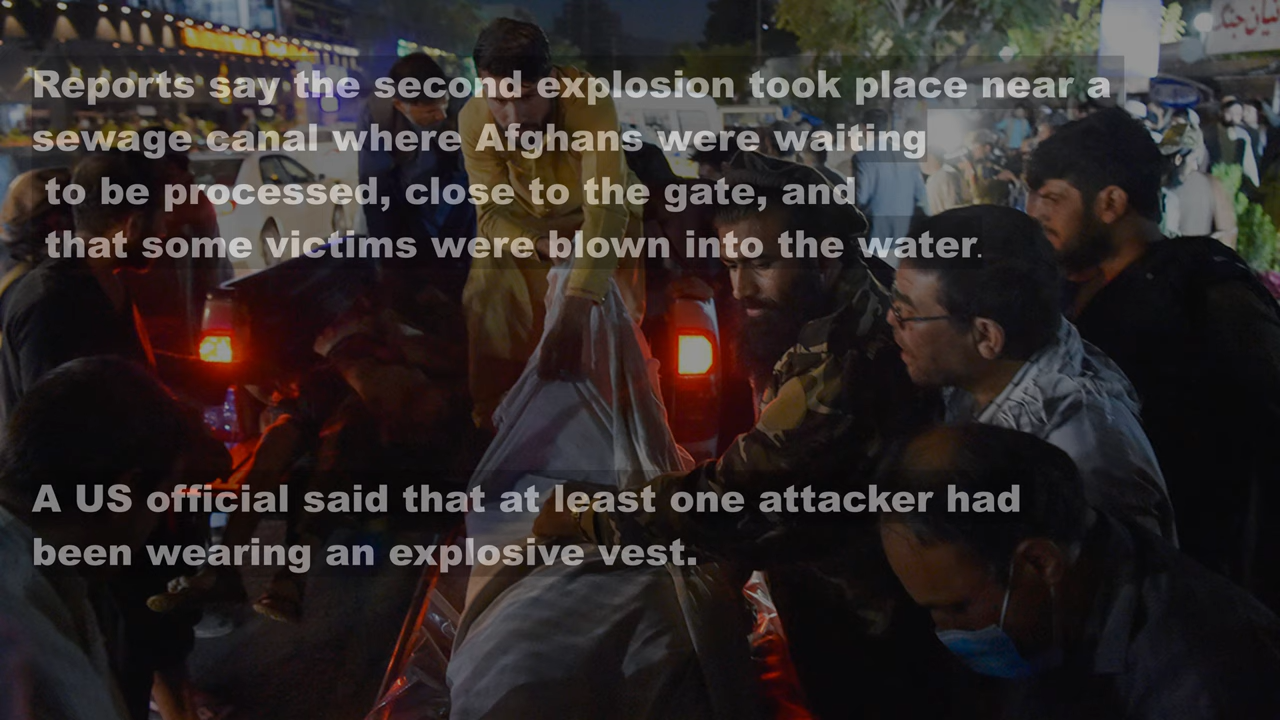 Reports say the second explosion took place near a
sewage canal where Afghans were waiting
to be processed, close to the gate, and
that some victims were blown into the water.
A US official said that at least one attacker had
been wearing an explosive vest.